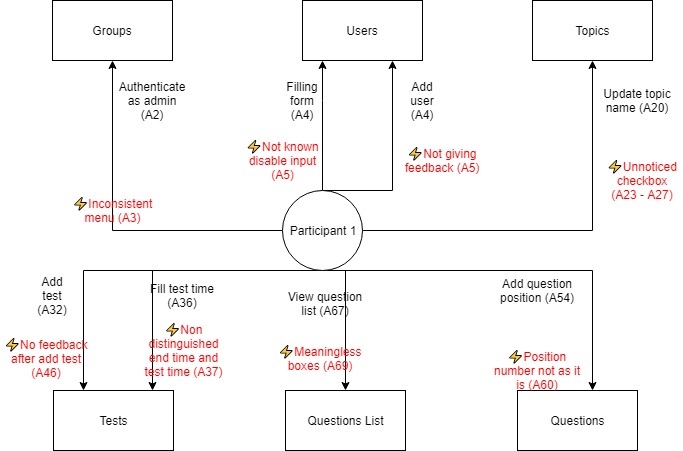 Groups
Users
Topics
Authenticate
as admin
(A2)
Filling
form
(A4)
Add
user
(A4)
Update topic
name (A20)
Not known
disable input
(A5)
Not giving
feedback (A5)
Unnoticed
checkbox
(A23 - A27)
Inconsistent
menu (A3)
Participant 1
Add
test
(A32)
Fill test time
(A36)
View question
list (A67)
Add question
position (A54)
No feedback
after add test
(A46)
Non
distinguished
end time and
test time (A37)
Meaningless
boxes (A69)
Position
number not as it
is (A60)
Tests
Questions List
Questions